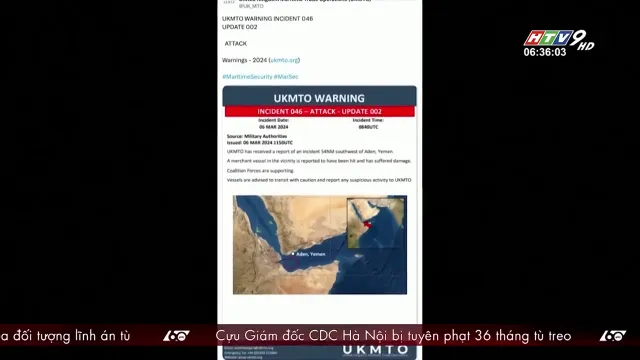 @UK_MTO
UKMTO WARNING INCIDENT 046
UPDATE 002
ATTACK
Warnings - 2024 (ukmto.org)
#MaritimeSecurity #MarSec
HTV9 HD
06:36:03
UKMTO WARNING
INCIDENT 046 – ATTACK - UPDATE 002
Incident Date: Incident Time:
06 MAR 2024 0840UTC
Source: Military Authorities
Issued: 06 MAR 2024 1150UTC
UKMTO has received a report of an incident 54NM southwest of Aden, Yemen.
A merchant vessel in the vicinity is reported to have been hit and has suffered damage.
Coalition Forces are supporting.
Vessels are advised to transit with caution and report any suspicious activity to UKMTO.
Aden, Yemen
UKMTO
a đối tượng lĩnh án tù 60 Cựu Giám đốc CDC Hà Nội bị tuyên phạt 36 tháng tù treo 60